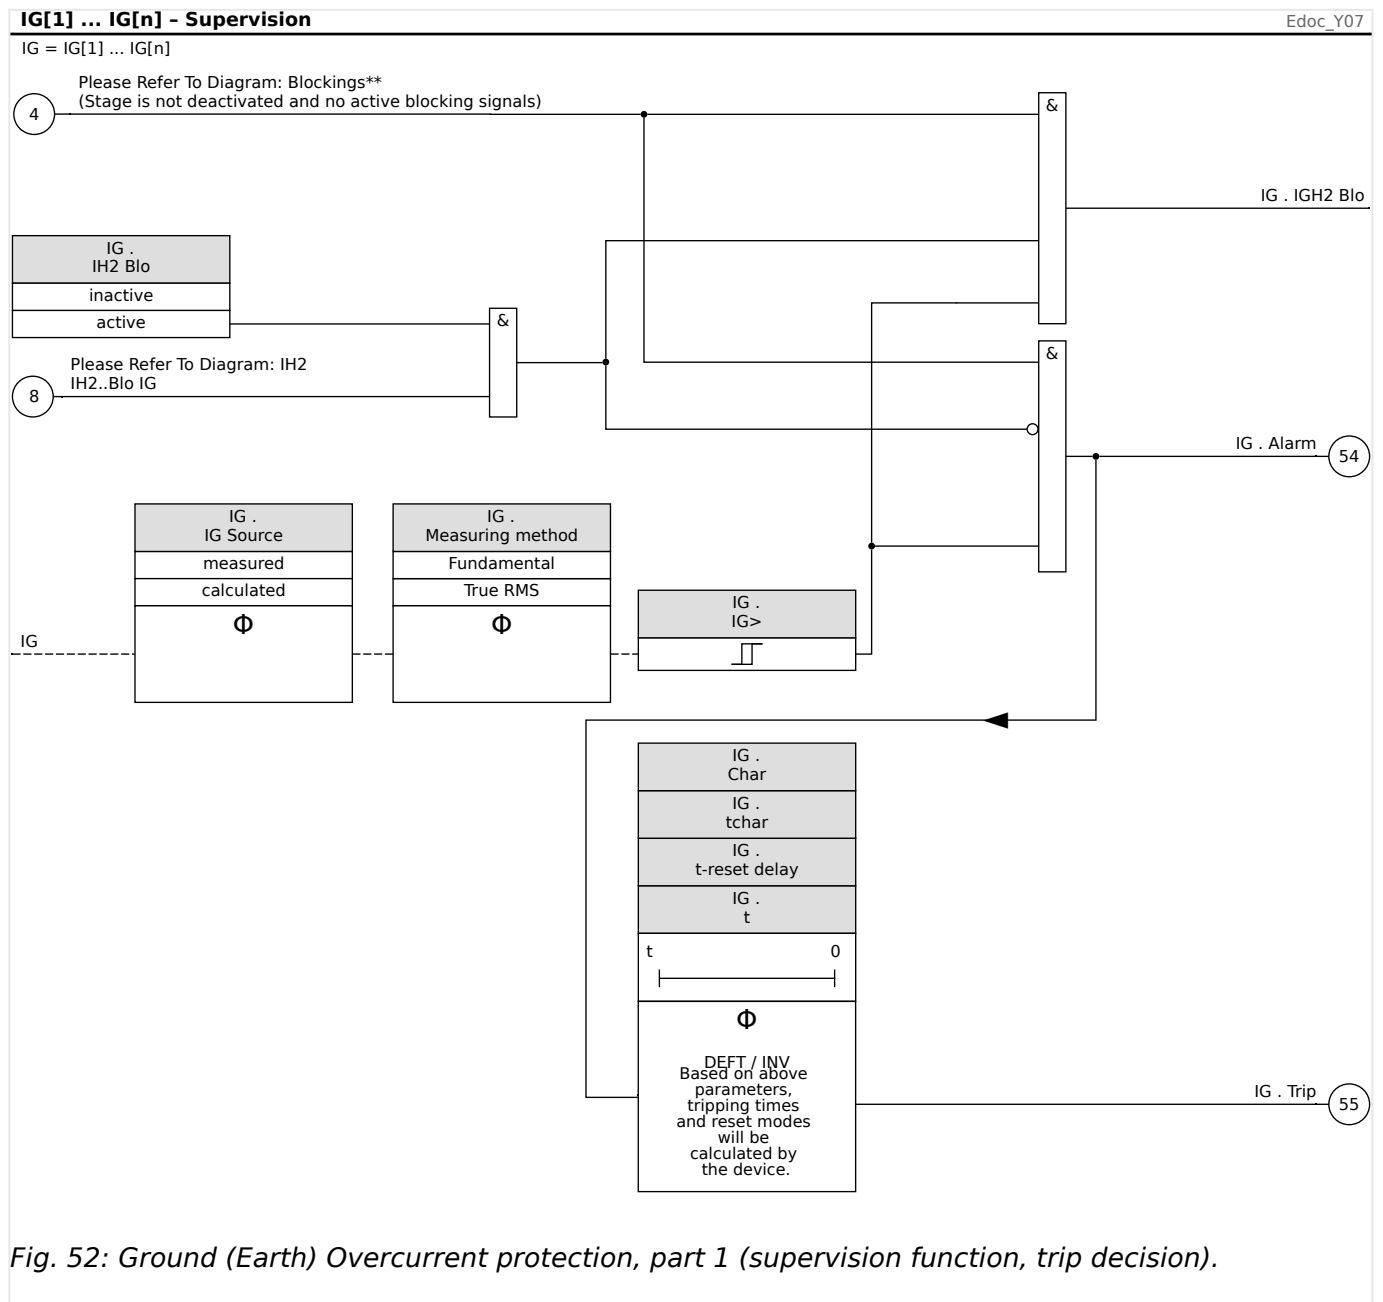 IG[1] ... IG[n] – Supervision
Edoc_Y07
IG = IG[1] ... IG[n]
Please Refer To Diagram: Blockings**
(Stage is not deactivated and no active blocking signals)
4
&
IG . IGH2 Blo
IG .
IH2 Blo
inactive
active
&
&
Please Refer To Diagram: IH2
IH2..Blo IG
8
IG . Alarm
54
IG .
IG Source
measured
calculated
Φ
IG .
Measuring method
Fundamental
True RMS
Φ
IG .
IG>
IG
IG .
Char
IG .
tchar
IG .
t-reset delay
IG .
t
t 0
Φ
DEFT / INV
Based on above
parameters,
tripping times
and reset modes
will be
calculated by
the device.
IG . Trip
55
Fig. 52: Ground (Earth) Overcurrent protection, part 1 (supervision function, trip decision).